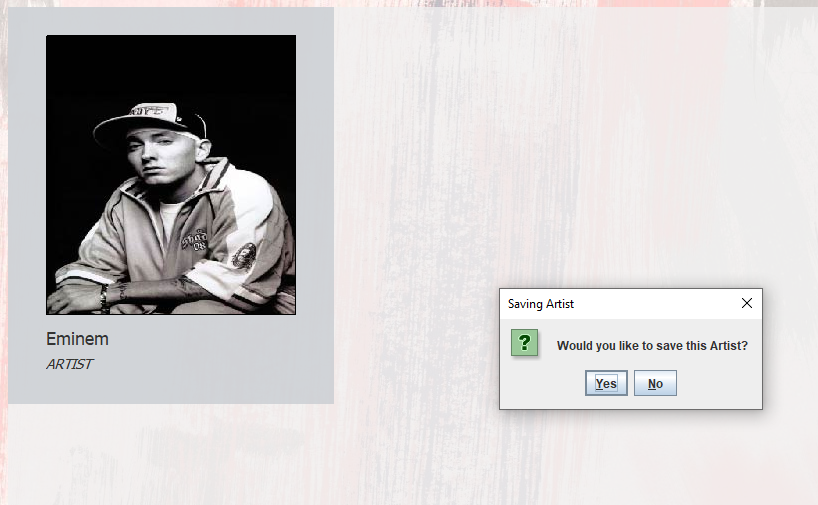 Eminem
ARTIST
Saving Artist
?
Would you like to save this Artist?
Yes
No